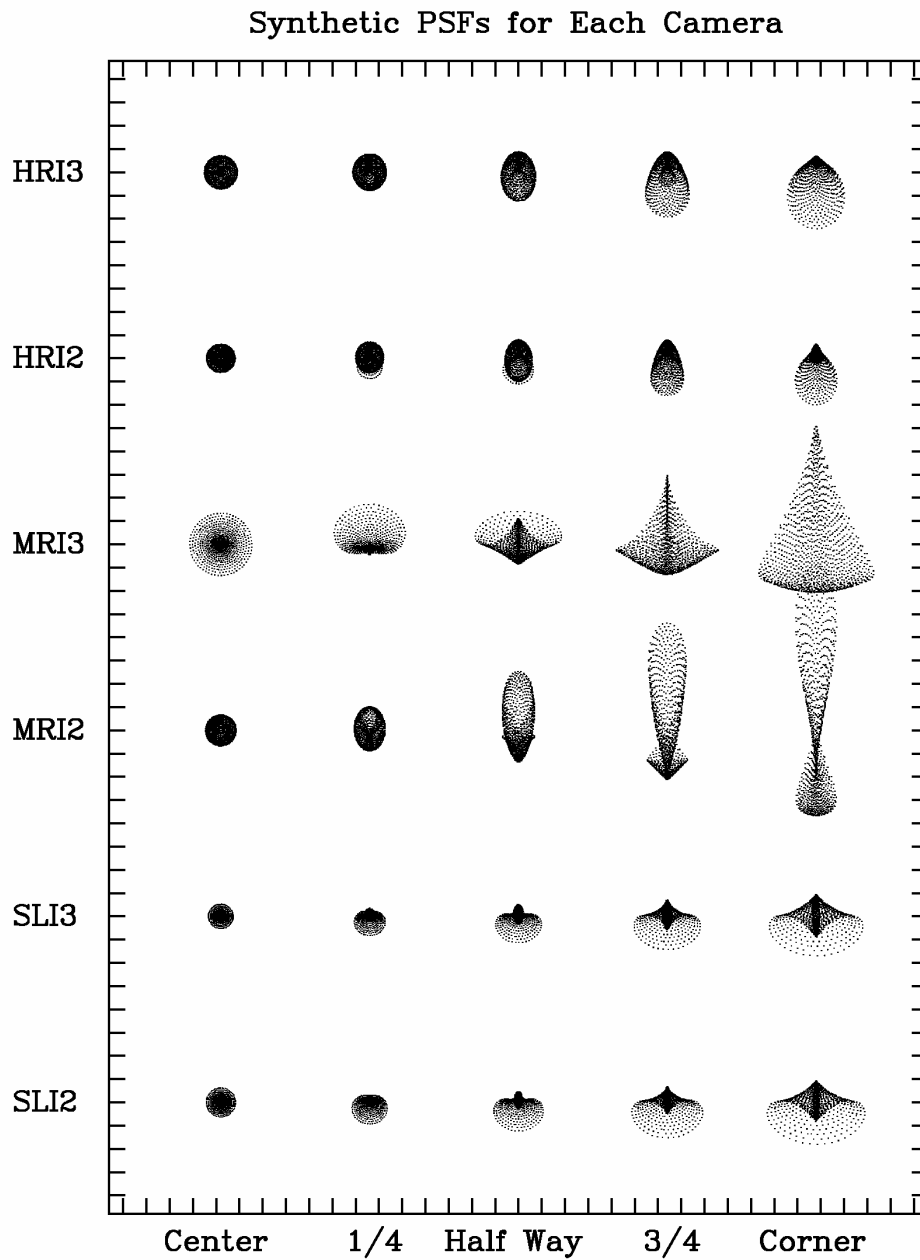 Synthetic PSFs for Each Camera
HRI3
HRI2
MRI3
MRI2
SLI3
SLI2
Center 1/4 Half Way 3/4 Corner